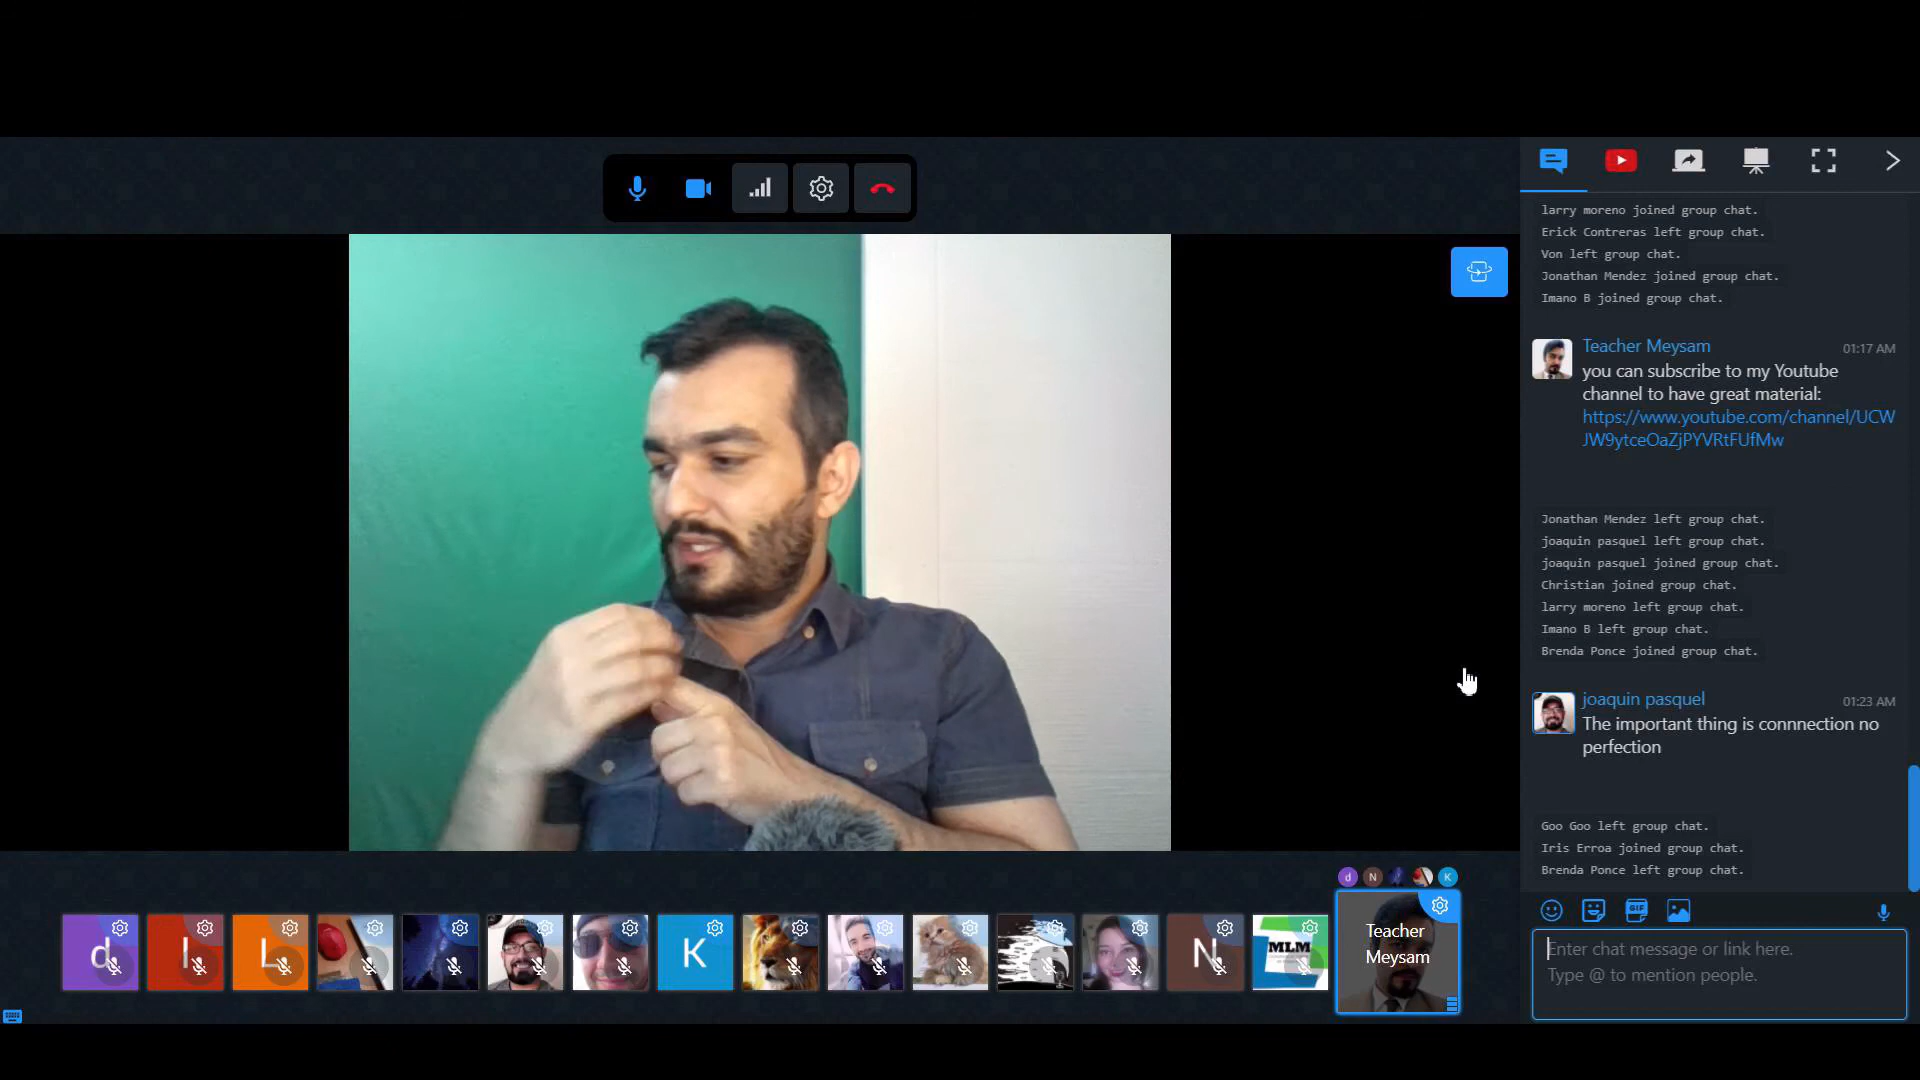 larry moreno joined group chat.
Erick Contreras left group chat.
Von left group chat.
Jonathan Mendez joined group chat.
Imano B joined group chat.
Teacher Meysam 01:17 AM
you can subscribe to my Youtube
channel to have great material:
https://www.youtube.com/channel/UCW
JW9ytceOaZjPYVRtFUfMw
Jonathan Mendez left group chat.
joaquin pasquel left group chat.
joaquin pasquel joined group chat.
Christian joined group chat.
larry moreno left group chat.
Imano B left group chat.
Brenda Ponce joined group chat.
joaquin pasquel 01:23 AM
The important thing is connnection no
perfection
Goo Goo left group chat.
Iris Erroa joined group chat.
Brenda Ponce left group chat.
GIF
Enter chat message or link here.
Type @ to mention people.
d N K
d I L K N MLM
Teacher
Meysam